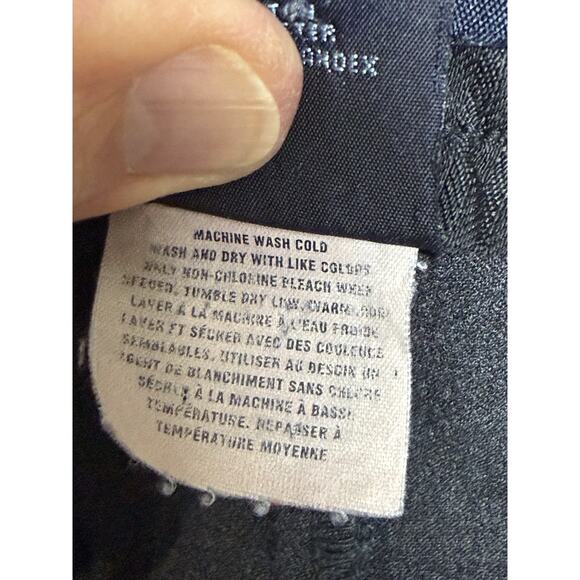 MACHINE WASH COLD
WASH AND DRY WITH LIKE COLORS
ONLY NON-CHLORINE BLEACH WHEN
NEEDED. TUMBLE DRY LOW. WARM
LAVER À LA MACHINE À L'EAU FROIDE
LAVER ET SÉCHER AVEC DES COULEURS
SEMBLABLES. UTILISER AU BESOIN UN
AGENT DE BLANCHIMENT SANS CHLORE
SÉCHER À LA MACHINE À BASSE
TEMPÉRATURE. REPASSER À
TEMPÉRATURE MOYENNE